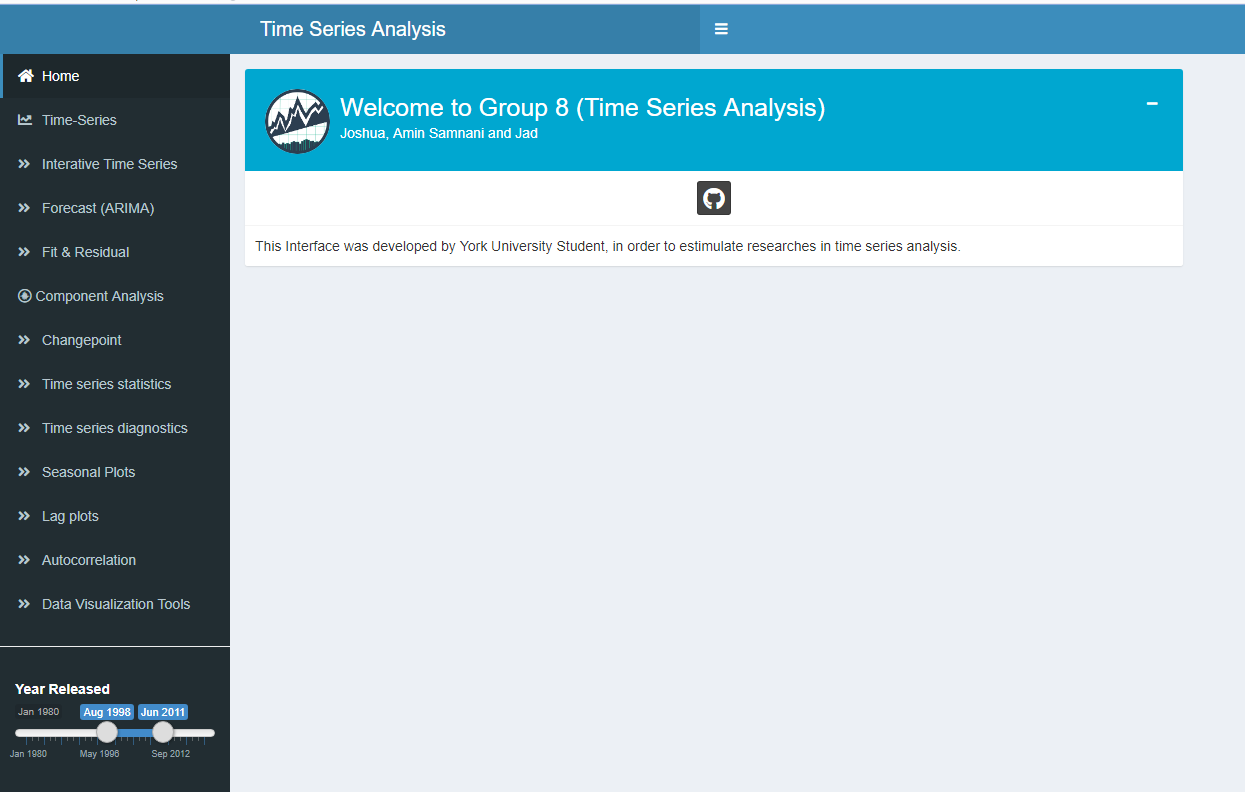 Time Series Analysis
Home
Time-Series
Interative Time Series
Forecast (ARIMA)
Fit & Residual
Component Analysis
Changepoint
Time series statistics
Time series diagnostics
Seasonal Plots
Lag plots
Autocorrelation
Data Visualization Tools
Year Released
Jan 1980 Aug 1998 Jun 2011
Jan 1980 May 1996 Sep 2012
Welcome to Group 8 (Time Series Analysis)
Joshua, Amin Samnani and Jad
This Interface was developed by York University Student, in order to estimulate researches in time series analysis.